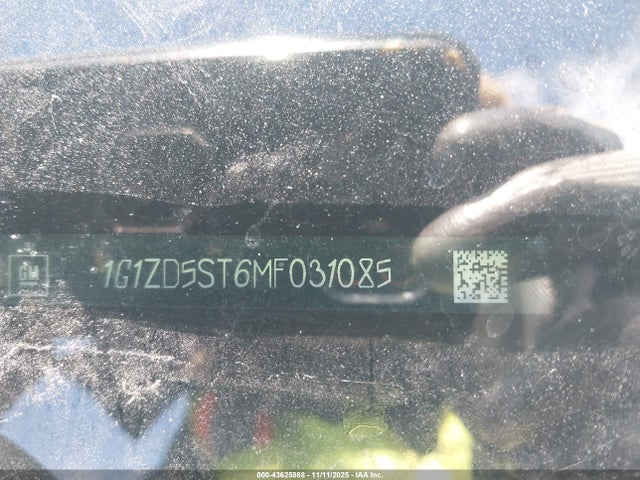 GM
1G1ZD5ST6MF031085
000-43625988 - 11/11/2025 - IAA Inc.